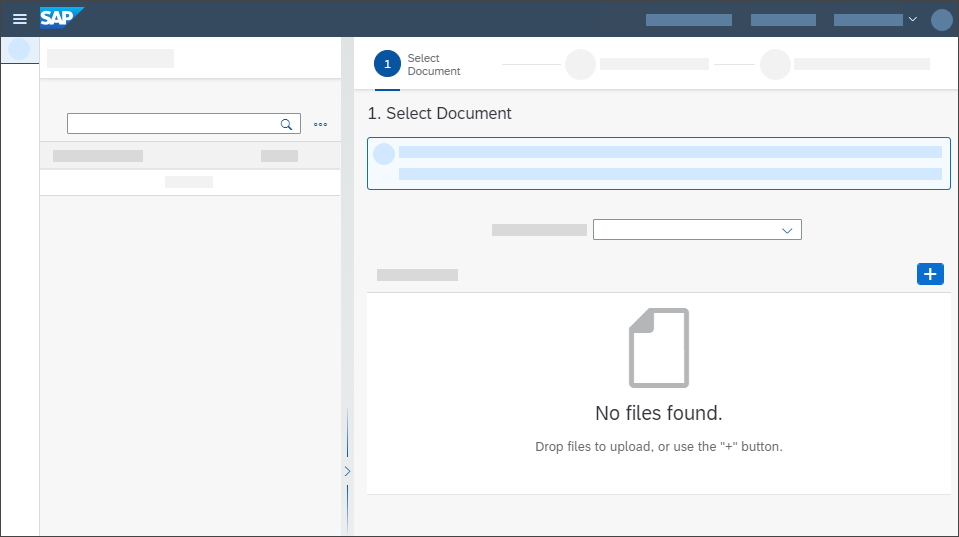 SAP
1
Select
Document
1. Select Document
No files found.
Drop files to upload, or use the "+" button.